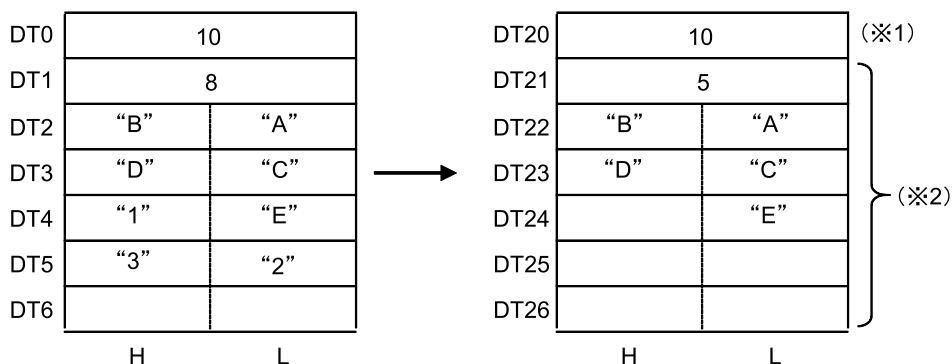 DT0 10 DT20 10 (※1)
DT1 8 DT21 5
DT2 “B” “A” DT22 “B” “A”
DT3 “D” “C” DT23 “D” “C”
(※2)
DT4 “1” “E” DT24 “E”
DT5 “3” “2” DT25
DT6 DT26
H L H L